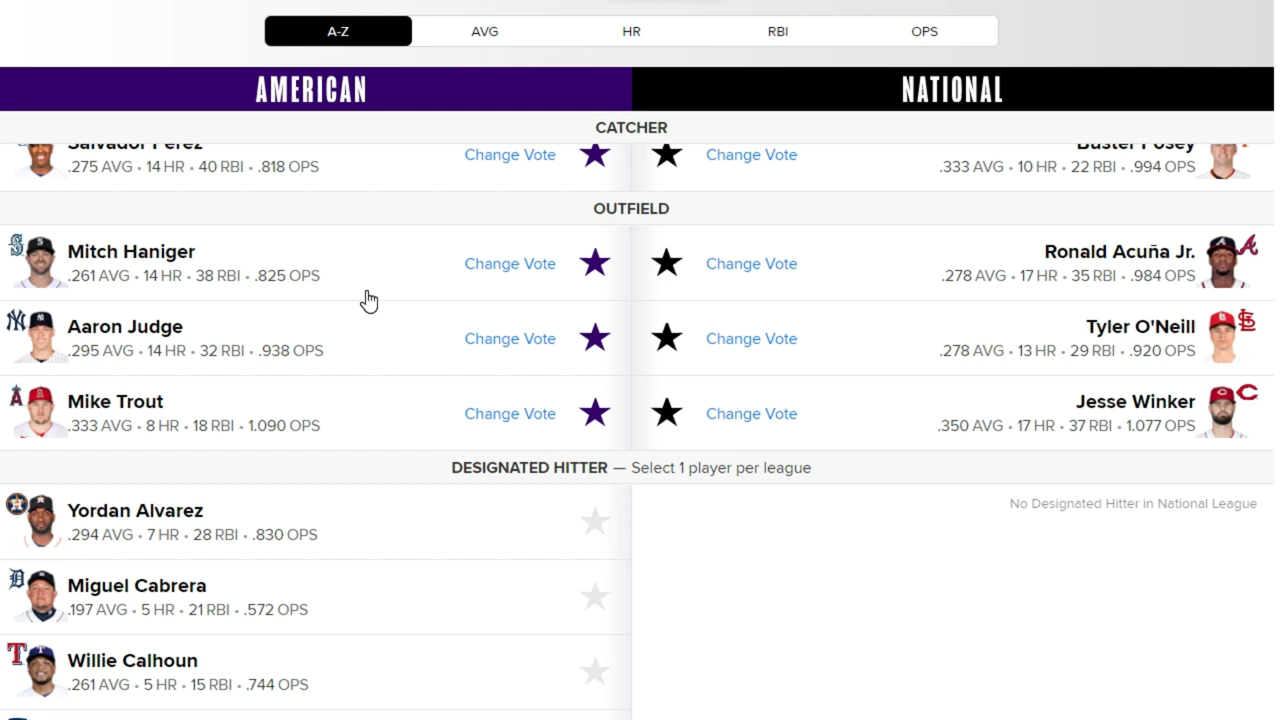 A-Z AVG HR RBI OPS
AMERICAN NATIONAL
CATCHER
Salvador Perez
.275 AVG • 14 HR • 40 RBI • .818 OPS
Change Vote
Change Vote
Buster Posey
.333 AVG • 10 HR • 22 RBI • .994 OPS
OUTFIELD
Mitch Haniger
.261 AVG • 14 HR • 38 RBI • .825 OPS
Change Vote
Change Vote
Ronald Acuña Jr.
.278 AVG • 17 HR • 35 RBI • .984 OPS
Aaron Judge
.295 AVG • 14 HR • 32 RBI • .938 OPS
Change Vote
Change Vote
Tyler O'Neill
.278 AVG • 13 HR • 29 RBI • .920 OPS
Mike Trout
.333 AVG • 8 HR • 18 RBI • 1.090 OPS
Change Vote
Change Vote
Jesse Winker
.350 AVG • 17 HR • 37 RBI • 1.077 OPS
DESIGNATED HITTER — Select 1 player per league
Yordan Alvarez
.294 AVG • 7 HR • 28 RBI • .830 OPS
No Designated Hitter in National League
Miguel Cabrera
.197 AVG • 5 HR • 21 RBI • .572 OPS
Willie Calhoun
.261 AVG • 5 HR • 15 RBI • .744 OPS